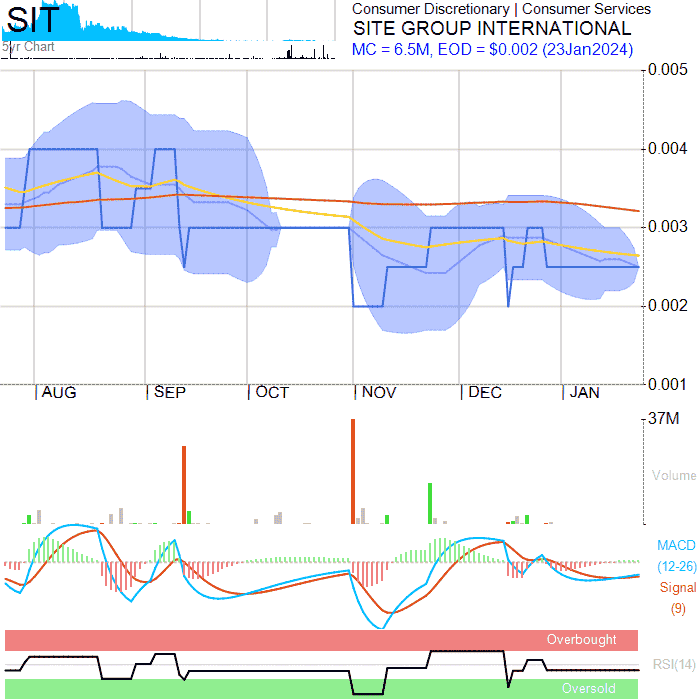 SIT
Consumer Discretionary | Consumer Services
SITE GROUP INTERNATIONAL
5yr Chart
MC = 6.5M, EOD = $0.002 (23Jan2024)
0.005
0.004
0.003
0.002
0.001
AUG
SEP
OCT
NOV
DEC
JAN
37M
Volume
MACD
(12-26)
Signal
(9)
Overbought
RSI(14)
Oversold